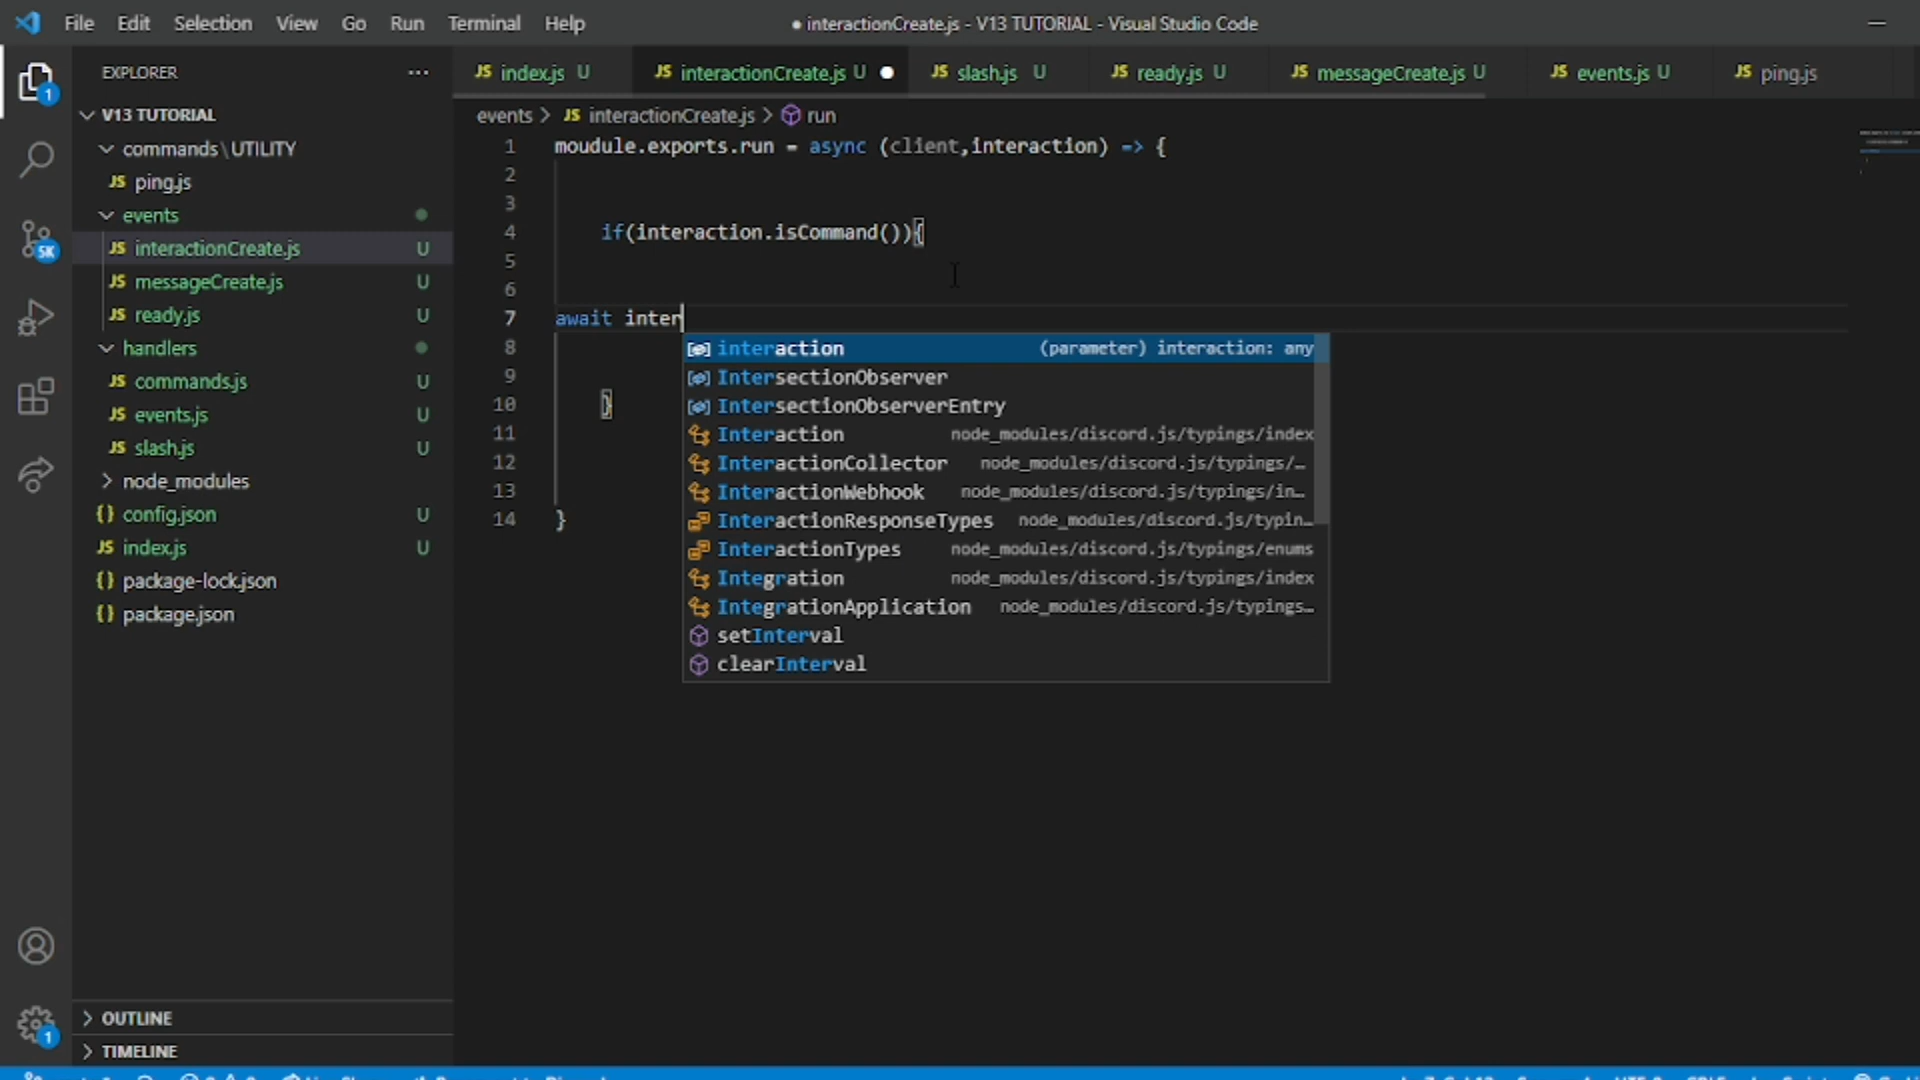 File Edit Selection View Go Run Terminal Help ● interactionCreate.js - V13 TUTORIAL - Visual Studio Code
EXPLORER ···
JS index.js U JS interactionCreate.js U ● JS slash.js U JS ready.js U JS messageCreate.js U JS events.js U JS ping.js
V13 TUTORIAL
events > JS interactionCreate.js > run
commands\UTILITY
JS ping.js
events
JS interactionCreate.js U
JS messageCreate.js U
JS ready.js U
handlers
JS commands.js U
JS events.js U
JS slash.js U
node_modules
{} config.json U
JS index.js U
{} package-lock.json
{} package.json
OUTLINE
TIMELINE
1
5K
1
1 moudule.exports.run = async (client,interaction) => {
2
3
4 if(interaction.isCommand()){
5
6
7 await inter
8
9
10 }
11
12
13
14 }
interaction (parameter) interaction: any
IntersectionObserver
IntersectionObserverEntry
Interaction node_modules/discord.js/typings/index
InteractionCollector node_modules/discord.js/typings/…
InteractionWebhook node_modules/discord.js/typings/in…
InteractionResponseTypes node_modules/discord.js/typin…
InteractionTypes node_modules/discord.js/typings/enums
Integration node_modules/discord.js/typings/index
IntegrationApplication node_modules/discord.js/typings…
setInterval
clearInterval